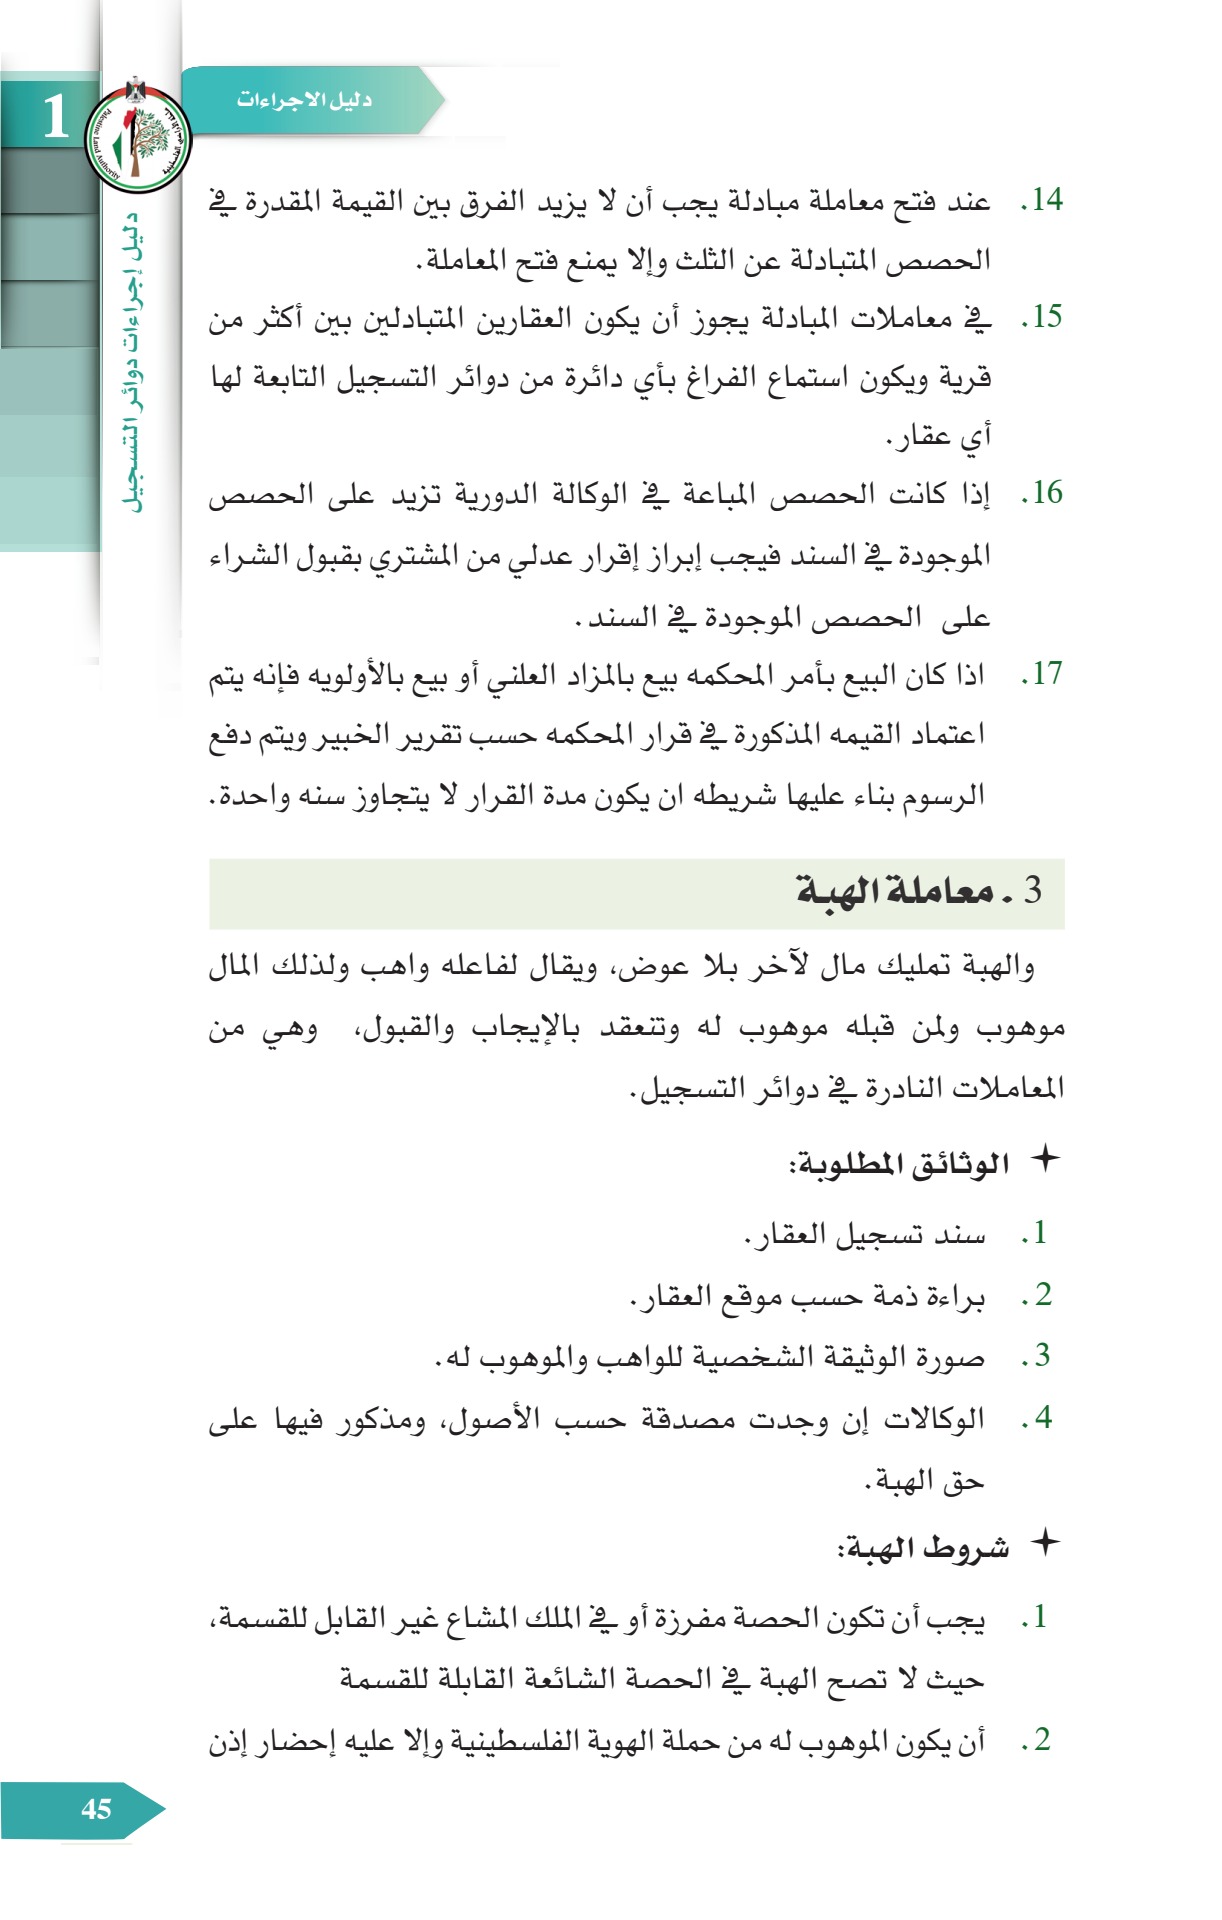 1
دليل الاجراءات
Palestine Land Authority
دليل إجراءات دوائر التسجيل
14. عند فتح معاملة مبادلة يجب أن لا يزيد الفرق بين القيمة المقدرة في
الحصص المتبادلة عن الثلث وإلا يمنع فتح المعاملة.
15. في معاملات المبادلة يجوز أن يكون العقارين المتبادلين بين أكثر من
قرية ويكون استماع الفراغ بأي دائرة من دوائر التسجيل التابعة لها
أي عقار.
16. إذا كانت الحصص المباعة في الوكالة الدورية تزيد على الحصص
الموجودة في السند فيجب إبراز إقرار عدلي من المشتري بقبول الشراء
على الحصص الموجودة في السند.
17. اذا كان البيع بأمر المحكمه بيع بالمزاد العلني أو بيع بالأولويه فإنه يتم
اعتماد القيمه المذكورة في قرار المحكمه حسب تقرير الخبير ويتم دفع
الرسوم بناء عليها شريطه ان يكون مدة القرار لا يتجاوز سنه واحدة.
3 . معاملة الهبة
والهبة تمليك مال لآخر بلا عوض، ويقال لفاعله واهب ولذلك المال
موهوب ولمن قبله موهوب له وتنعقد بالإيجاب والقبول، وهي من
المعاملات النادرة في دوائر التسجيل.
الوثائق المطلوبة:
1. سند تسجيل العقار.
2. براءة ذمة حسب موقع العقار.
3. صورة الوثيقة الشخصية للواهب والموهوب له.
4. الوكالات إن وجدت مصدقة حسب الأصول، ومذكور فيها على
حق الهبة.
شروط الهبة:
1. يجب أن تكون الحصة مفرزة أو في الملك المشاع غير القابل للقسمة،
حيث لا تصح الهبة في الحصة الشائعة القابلة للقسمة
2. أن يكون الموهوب له من حملة الهوية الفلسطينية وإلا عليه إحضار إذن
45